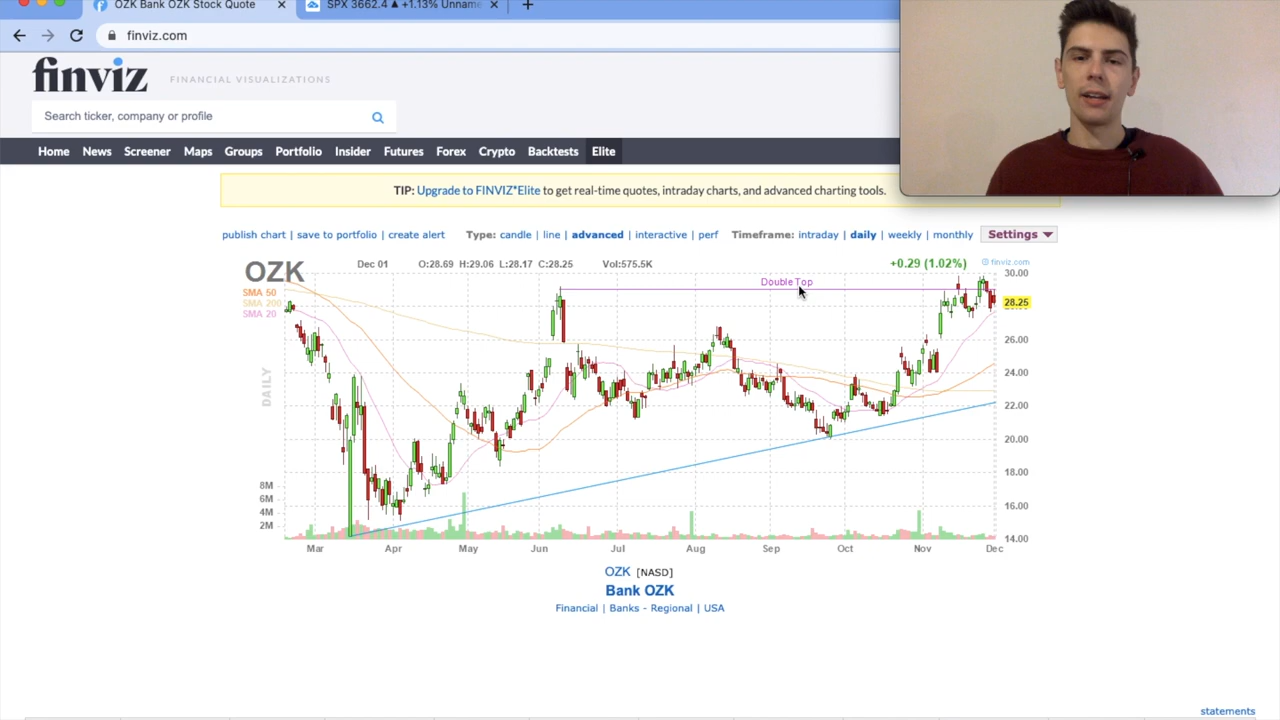 OZK Bank OZK Stock Quote
SPX 3662.4 ▲ +1.13% Unname
finviz.com
finviz FINANCIAL VISUALIZATIONS
Search ticker, company or profile
Home News Screener Maps Groups Portfolio Insider Futures Forex Crypto Backtests Elite
TIP: Upgrade to FINVIZ*Elite to get real-time quotes, intraday charts, and advanced charting tools.
publish chart | save to portfolio | create alert Type: candle | line | advanced | interactive | perf Timeframe: intraday | daily | weekly | monthly Settings
OZK Dec 01 O:28.69 H:29.06 L:28.17 C:28.25 Vol:575.5K +0.29 (1.02%) © finviz.com
SMA 50
SMA 200
SMA 20
Double Top
30.00
28.25
26.00
24.00
22.00
20.00
18.00
16.00
14.00
DAILY
8M
6M
4M
2M
Mar Apr May Jun Jul Aug Sep Oct Nov Dec
OZK [NASD]
Bank OZK
Financial | Banks - Regional | USA
statements